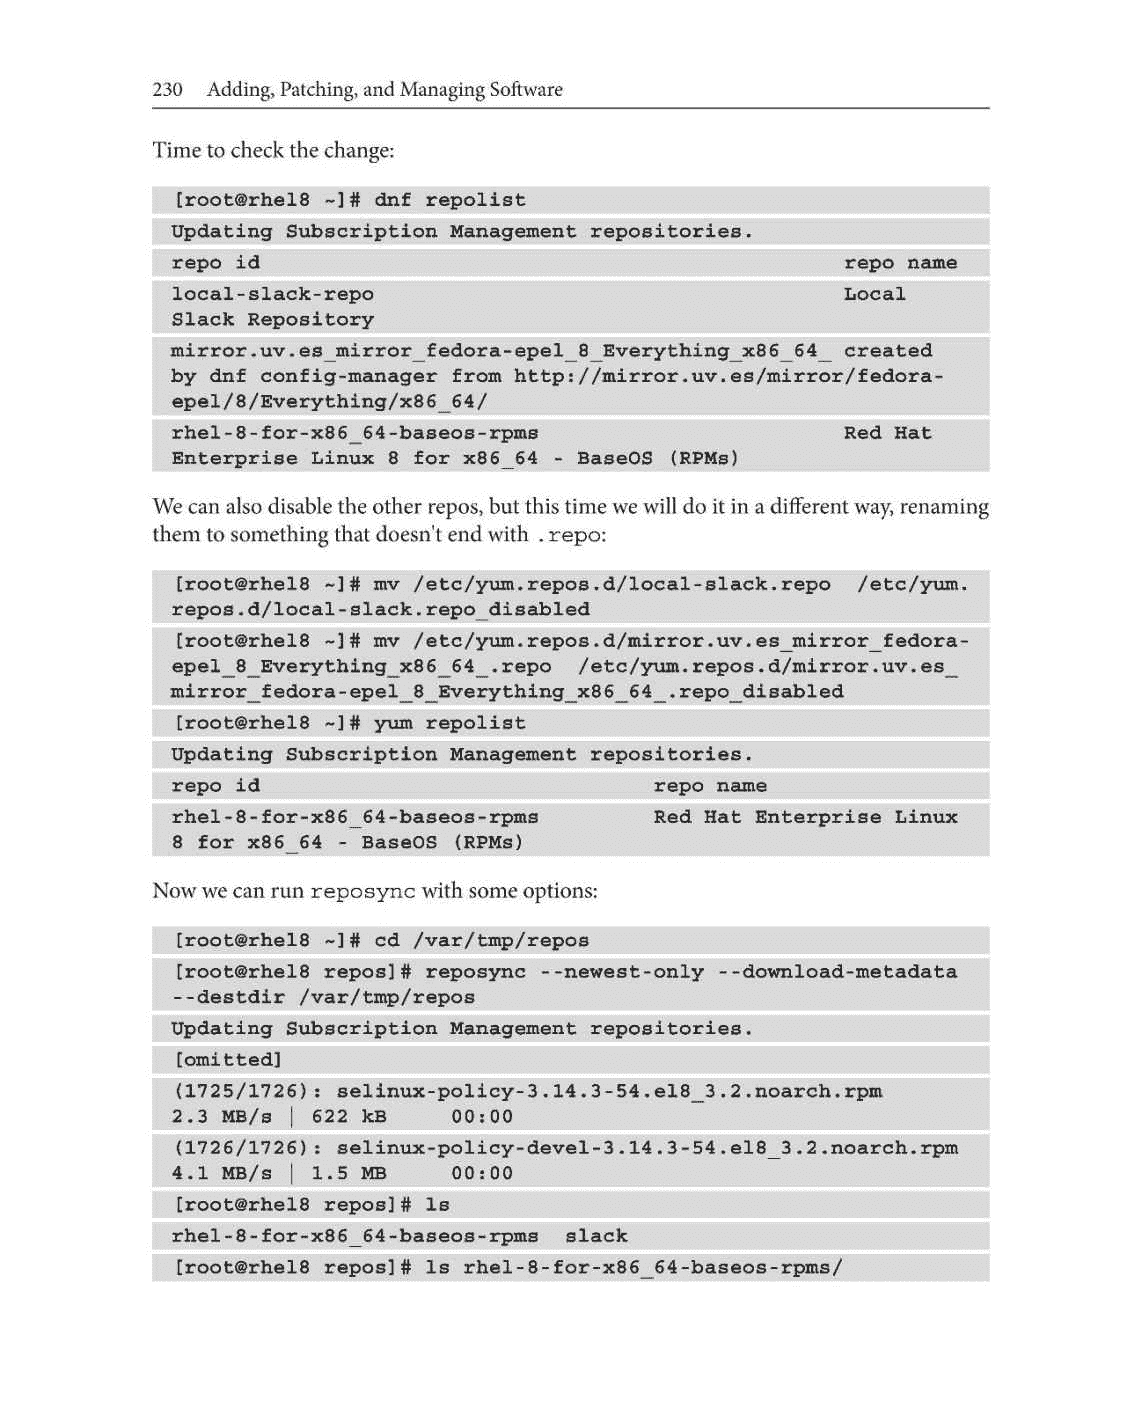 230 Adding, Patching, and Managing Software
Time to check the change:
[root@rhel8 ~]# dnf repolist
Updating Subscription Management repositories.
repo id repo name
local-slack-repo Local
Slack Repository
mirror.uv.es_mirror_fedora-epel_8_Everything_x86_64_ created
by dnf config-manager from http://mirror.uv.es/mirror/fedora-
epel/8/Everything/x86_64/
rhel-8-for-x86_64-baseos-rpms Red Hat
Enterprise Linux 8 for x86_64 - BaseOS (RPMs)
We can also disable the other repos, but this time we will do it in a different way, renaming
them to something that doesn't end with .repo:
[root@rhel8 ~]# mv /etc/yum.repos.d/local-slack.repo /etc/yum.
repos.d/local-slack.repo_disabled
[root@rhel8 ~]# mv /etc/yum.repos.d/mirror.uv.es_mirror_fedora-
epel_8_Everything_x86_64_.repo /etc/yum.repos.d/mirror.uv.es_
mirror_fedora-epel_8_Everything_x86_64_.repo_disabled
[root@rhel8 ~]# yum repolist
Updating Subscription Management repositories.
repo id repo name
rhel-8-for-x86_64-baseos-rpms Red Hat Enterprise Linux
8 for x86_64 - BaseOS (RPMs)
Now we can run reposync with some options:
[root@rhel8 ~]# cd /var/tmp/repos
[root@rhel8 repos]# reposync --newest-only --download-metadata
--destdir /var/tmp/repos
Updating Subscription Management repositories.
[omitted]
(1725/1726): selinux-policy-3.14.3-54.el8_3.2.noarch.rpm
2.3 MB/s | 622 kB 00:00
(1726/1726): selinux-policy-devel-3.14.3-54.el8_3.2.noarch.rpm
4.1 MB/s | 1.5 MB 00:00
[root@rhel8 repos]# ls
rhel-8-for-x86_64-baseos-rpms slack
[root@rhel8 repos]# ls rhel-8-for-x86_64-baseos-rpms/